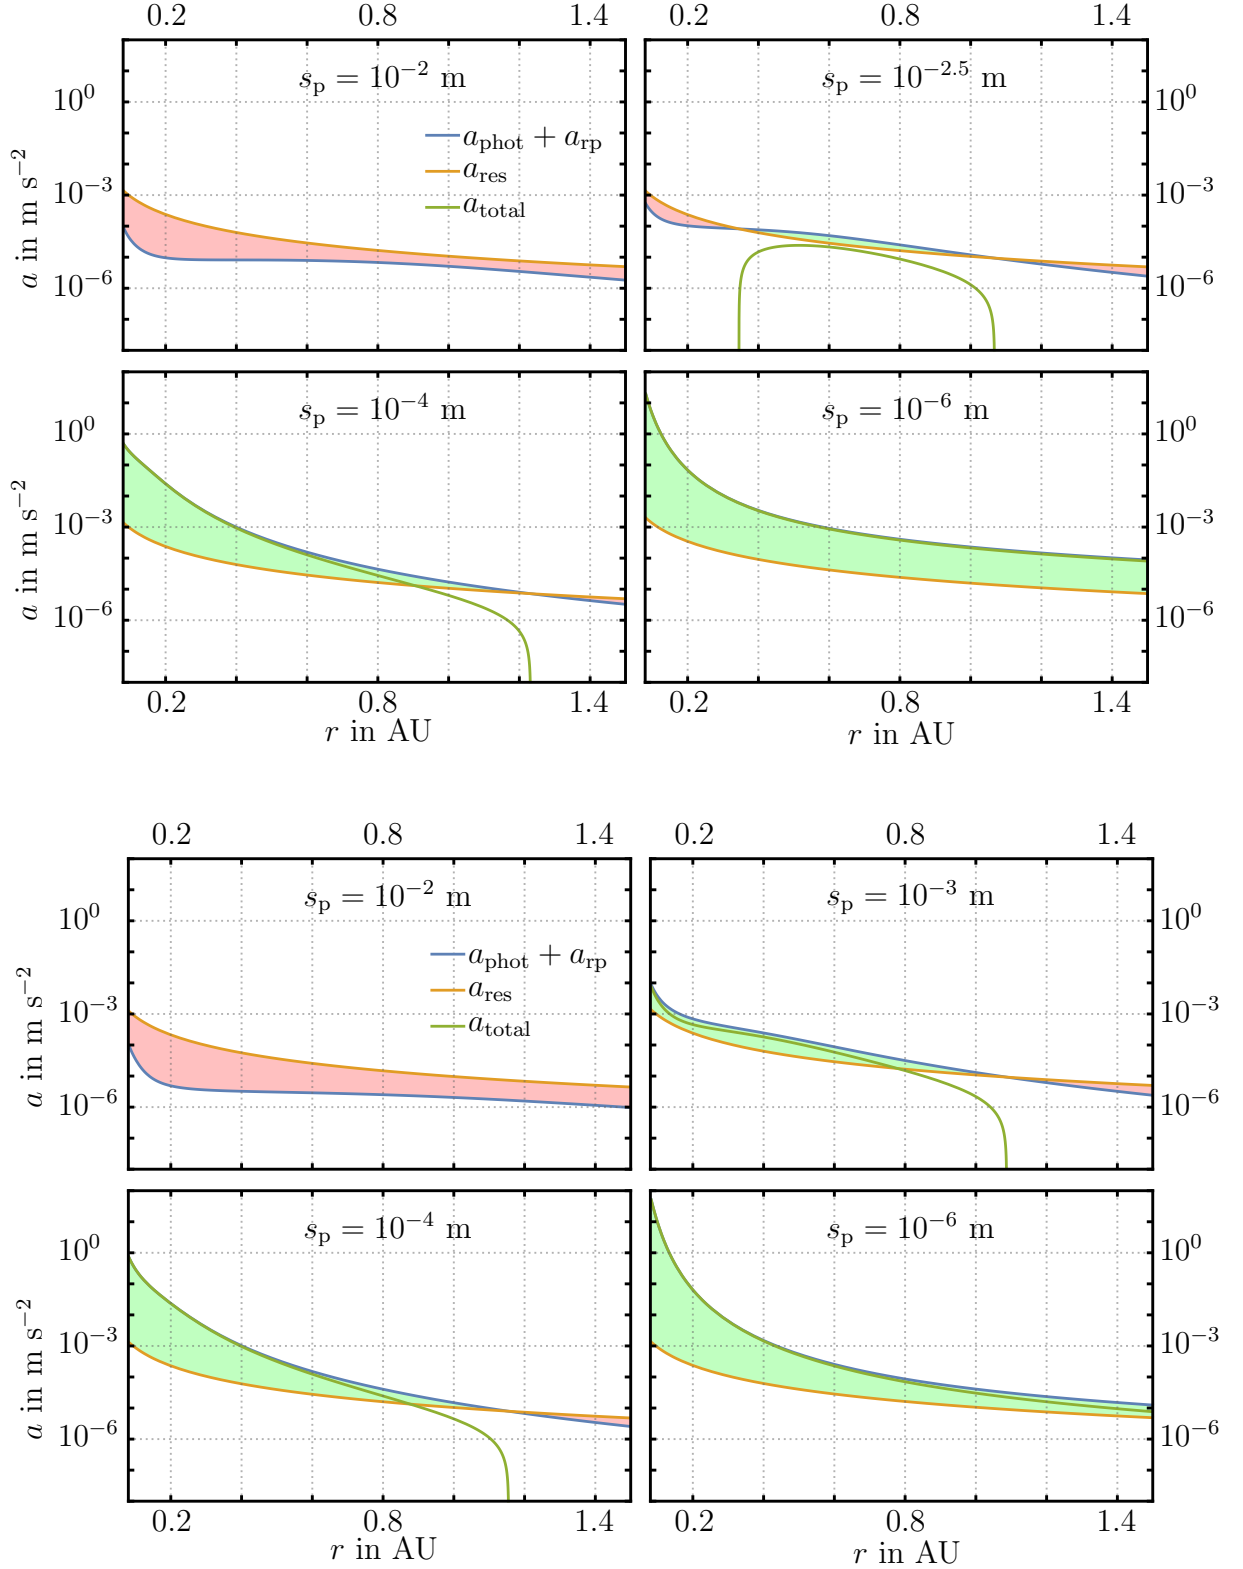 0.2 0.8 1.4 0.2 0.8 1.4
s_p = 10^{-2} m
s_p = 10^{-2.5} m
10^0
10^0
a_phot + a_rp
a_res
a_total
10^{-3}
10^{-3}
10^{-6}
10^{-6}
a in m s^{-2}
s_p = 10^{-4} m
s_p = 10^{-6} m
10^0
10^0
10^{-3}
10^{-3}
10^{-6}
10^{-6}
a in m s^{-2}
0.2 0.8 1.4 0.2 0.8 1.4
r in AU
r in AU
0.2 0.8 1.4 0.2 0.8 1.4
s_p = 10^{-2} m
s_p = 10^{-3} m
10^0
10^0
a_phot + a_rp
a_res
a_total
10^{-3}
10^{-3}
10^{-6}
10^{-6}
a in m s^{-2}
s_p = 10^{-4} m
s_p = 10^{-6} m
10^0
10^0
10^{-3}
10^{-3}
10^{-6}
10^{-6}
a in m s^{-2}
0.2 0.8 1.4 0.2 0.8 1.4
r in AU
r in AU